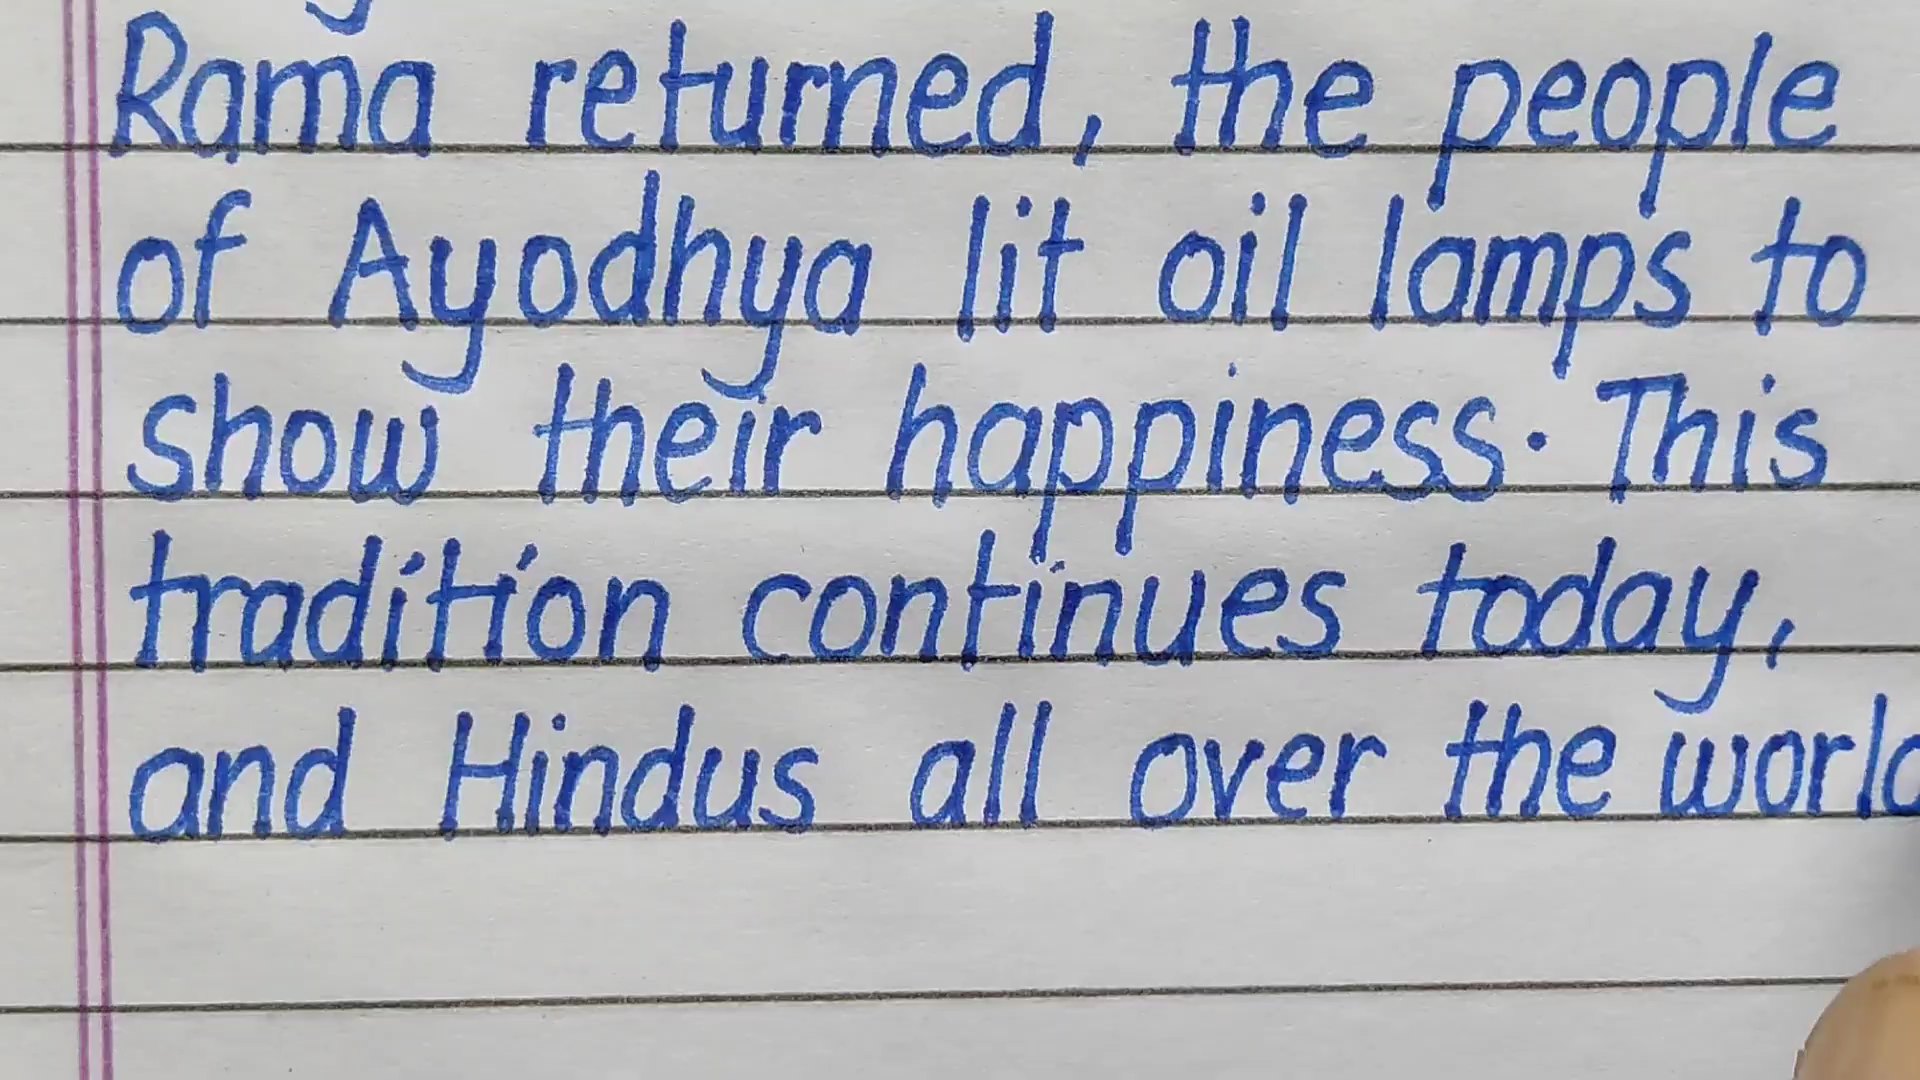 Rama returned, the people
of Ayodhya lit oil lamps to
show their happiness. This
tradition continues today,
and Hindus all over the world